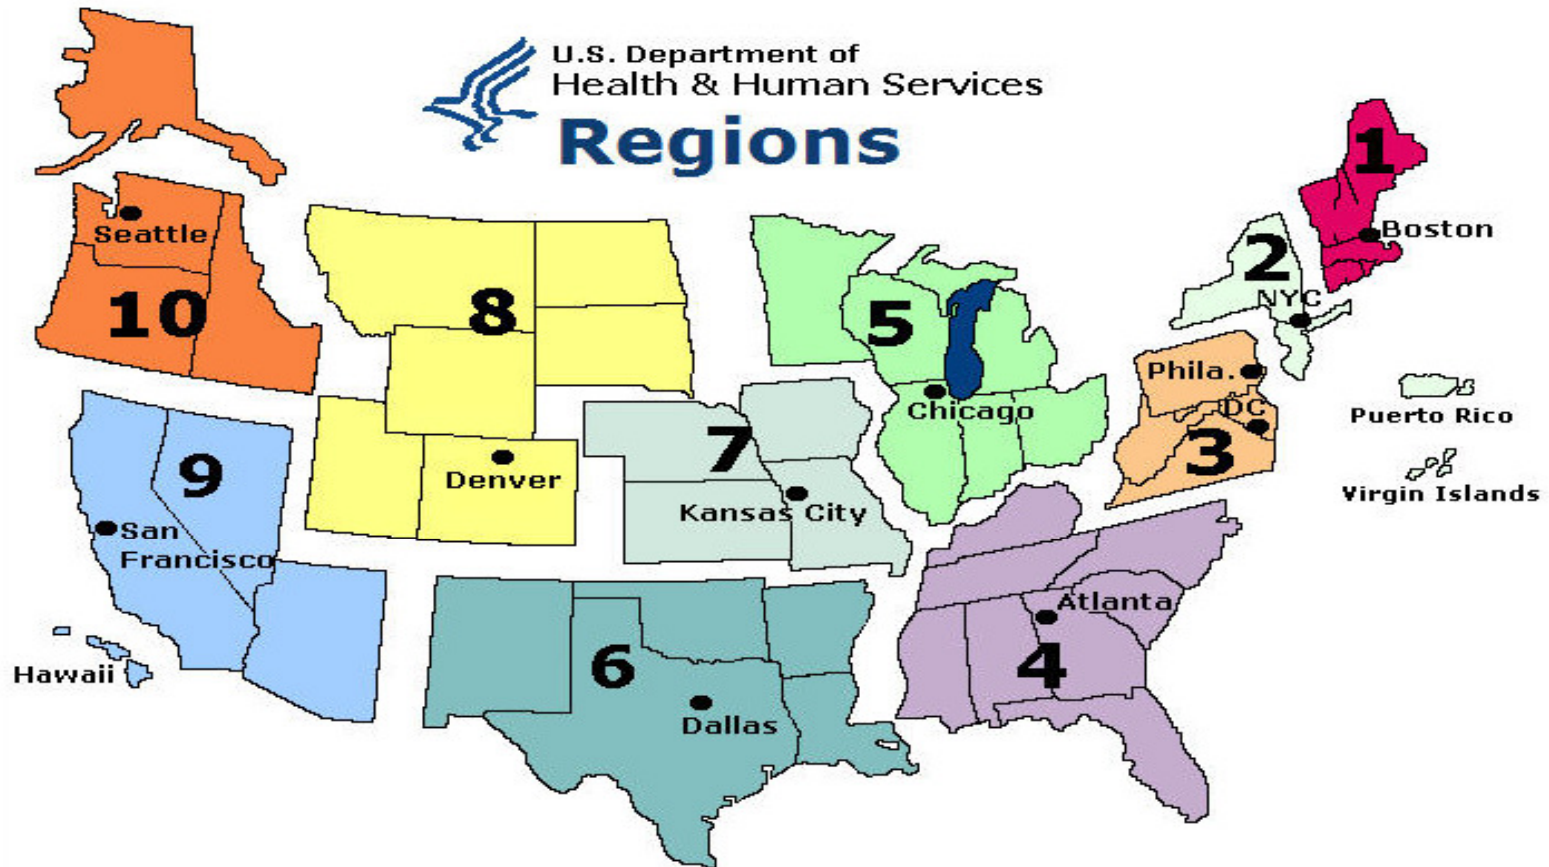 U.S. Department of
Health & Human Services
Regions
1
Boston
2
NYC
Seattle
10
8
5
Chicago
Phila.
DC
3
Puerto Rico
Virgin Islands
9
San
Francisco
Hawaii
Denver
7
Kansas City
6
Dallas
Atlanta
4